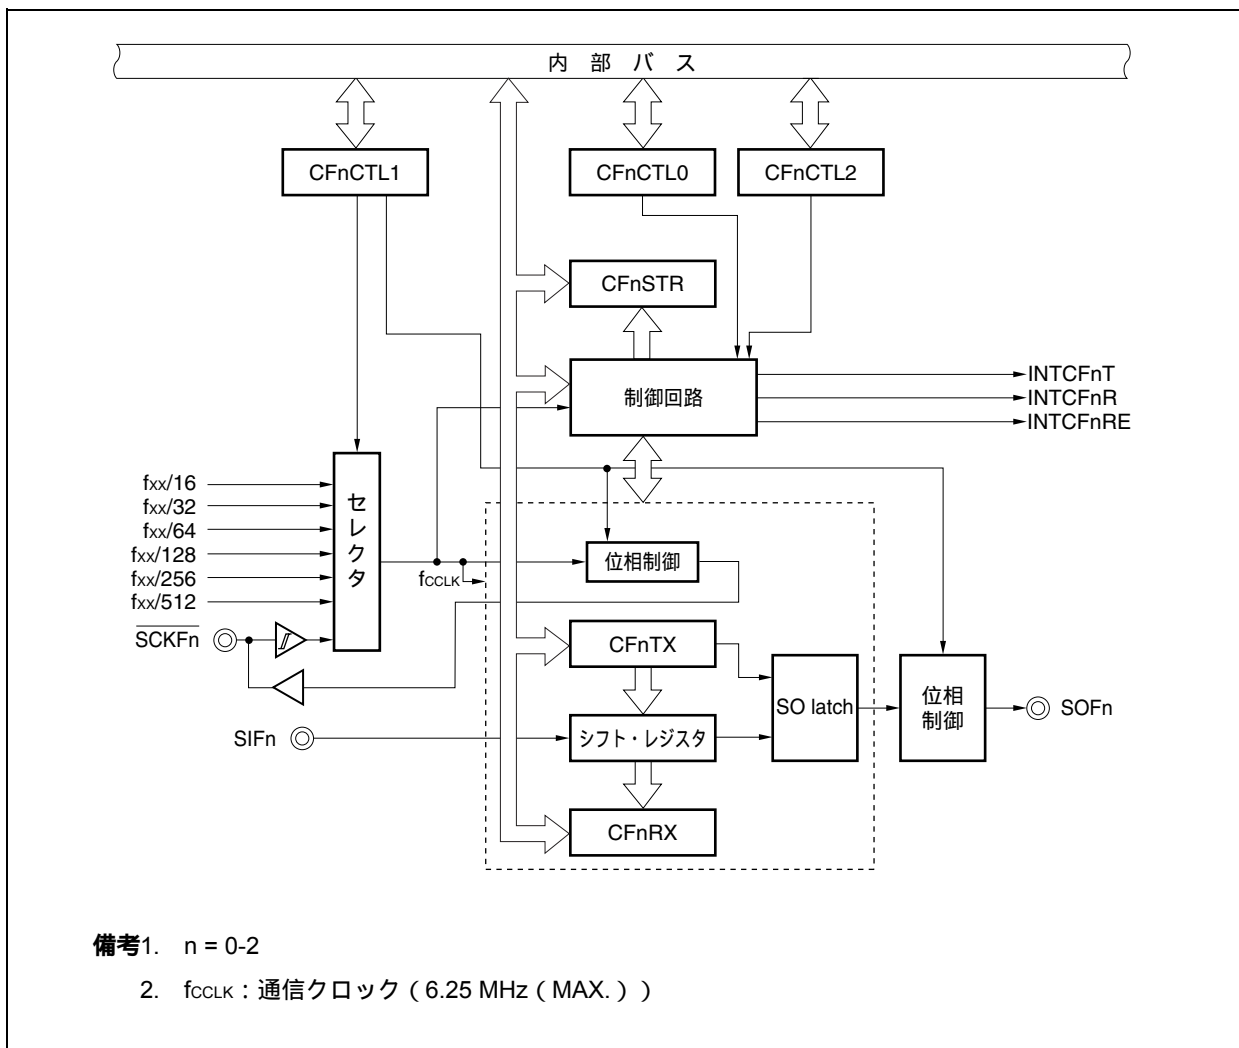 内 部 バ ス
CFnCTL1
CFnCTL0
CFnCTL2
CFnSTR
制御回路
INTCFnT
INTCFnR
INTCFnRE
fxx/16
fxx/32
fxx/64
fxx/128
fxx/256
fxx/512
セレクタ
fCCLK
位相制御
SCKFn
CFnTX
SO latch
位相
制御
SOFn
SIFn
シフト・レジスタ
CFnRX
備考1. n = 0-2
2. fCCLK：通信クロック（6.25 MHz（MAX.））